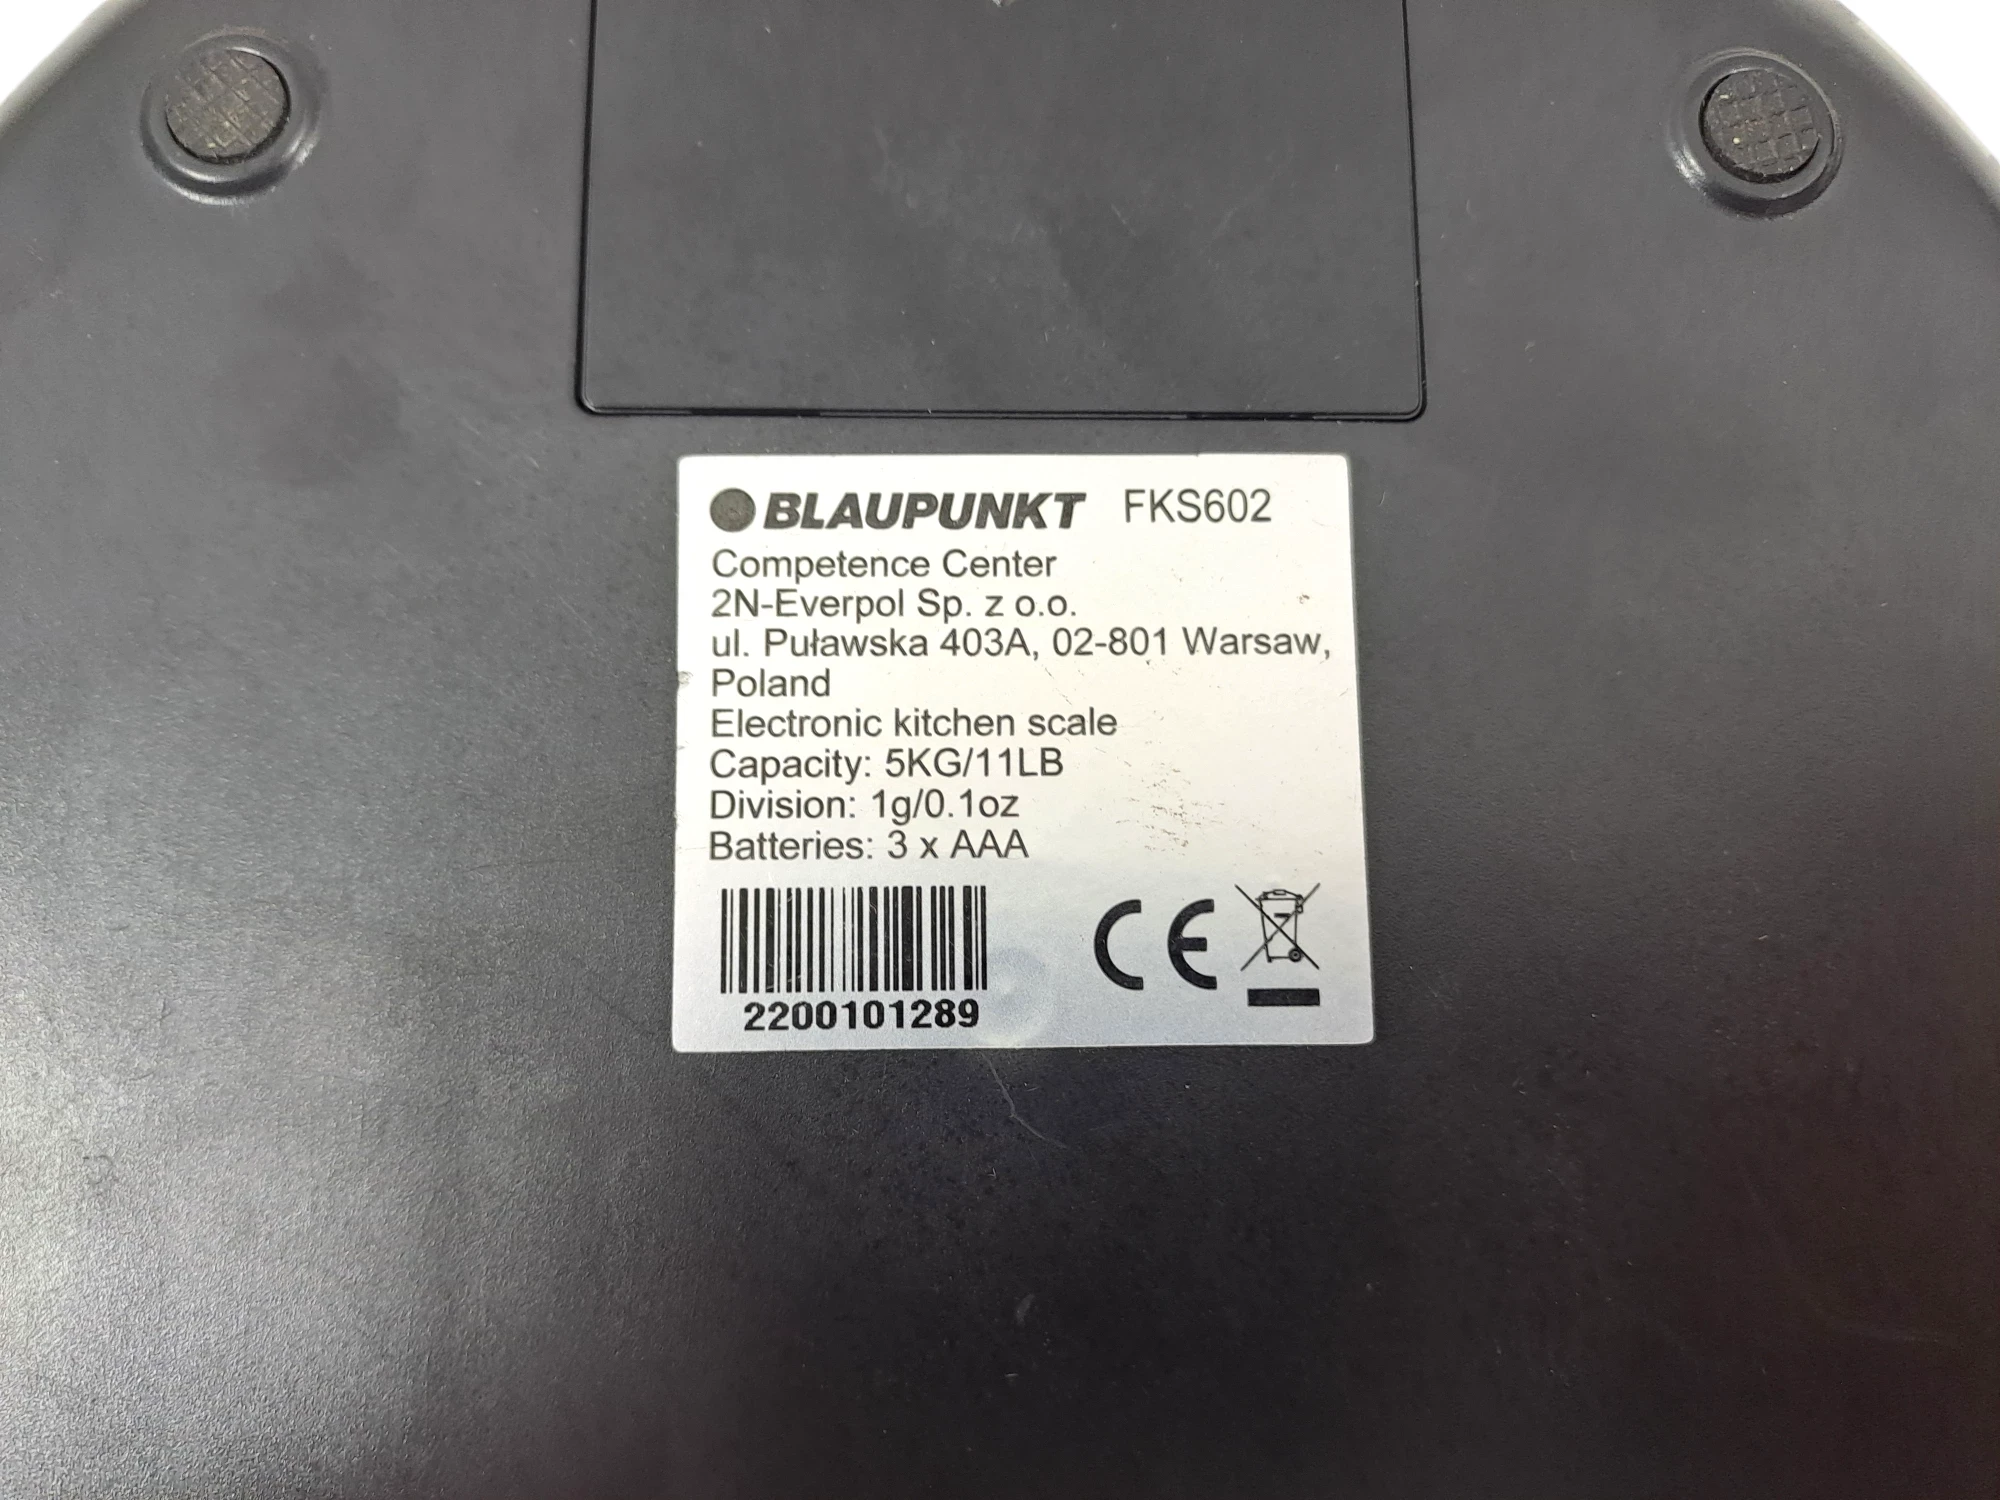 BLAUPUNKT FKS602
Competence Center
2N-Everpol Sp. z o.o.
ul. Puławska 403A, 02-801 Warsaw,
Poland
Electronic kitchen scale
Capacity: 5KG/11LB
Division: 1g/0.1oz
Batteries: 3 x AAA
CE
2200101289